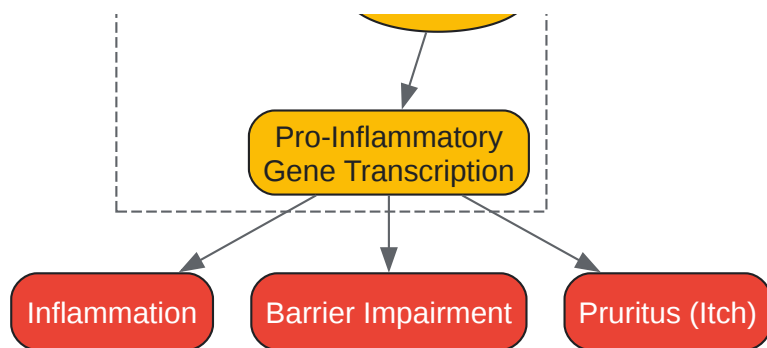 Pro-Inflammatory
Gene Transcription
Inflammation
Barrier Impairment
Pruritus (Itch)